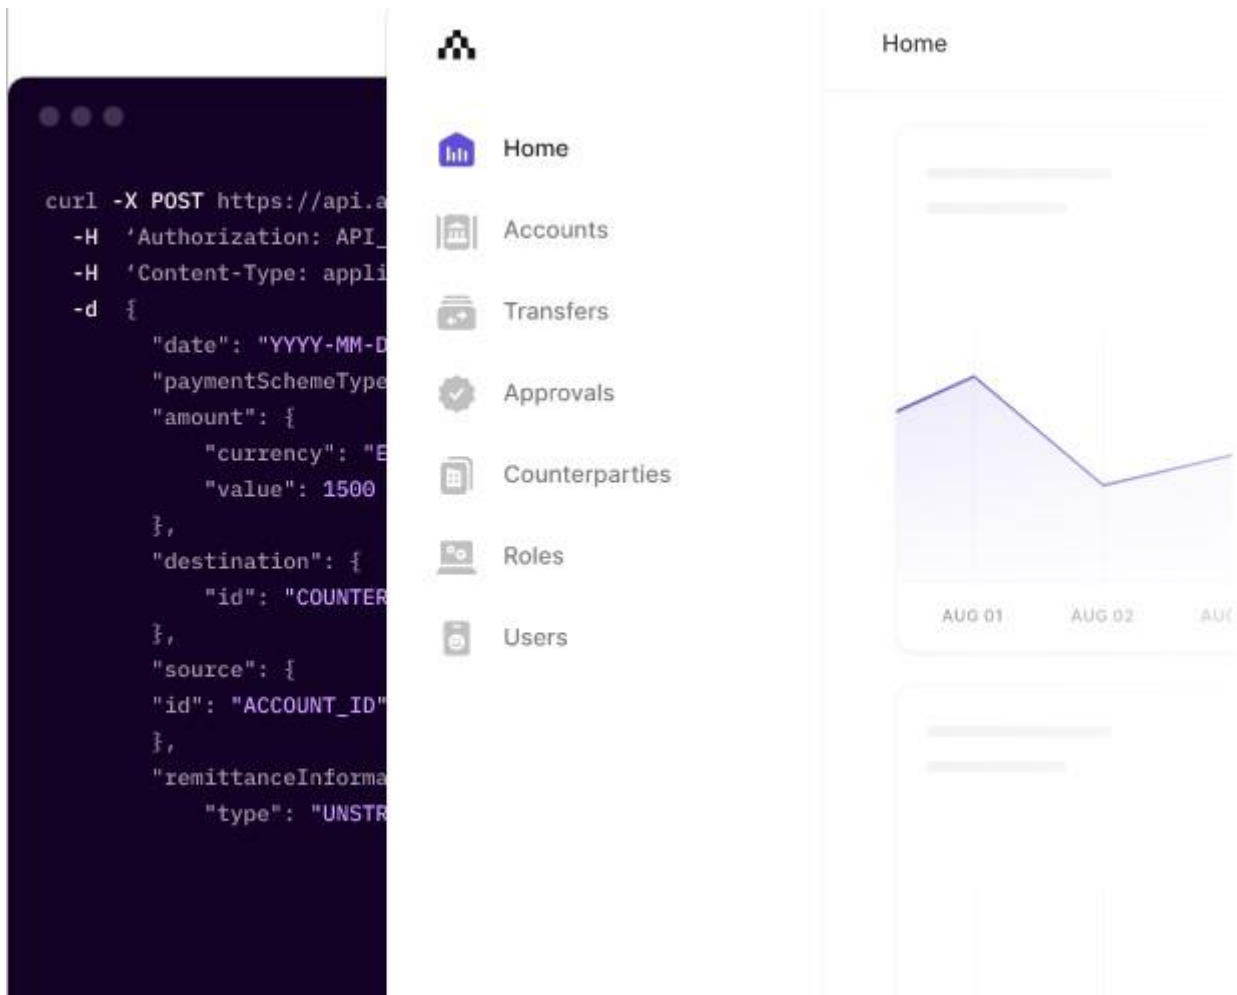 curl -X POST https://api.a
-H ‘Authorization: API_
-H ‘Content-Type: appli
-d {
"date": "YYYY-MM-D
"paymentSchemeType
"amount": {
"currency": "E
"value": 1500
},
"destination": {
"id": "COUNTER
},
"source": {
"id": "ACCOUNT_ID"
},
"remittanceInforma
"type": "UNSTR
Home
Accounts
Transfers
Approvals
Counterparties
Roles
Users
Home
AUG 01 AUG 02 AUG